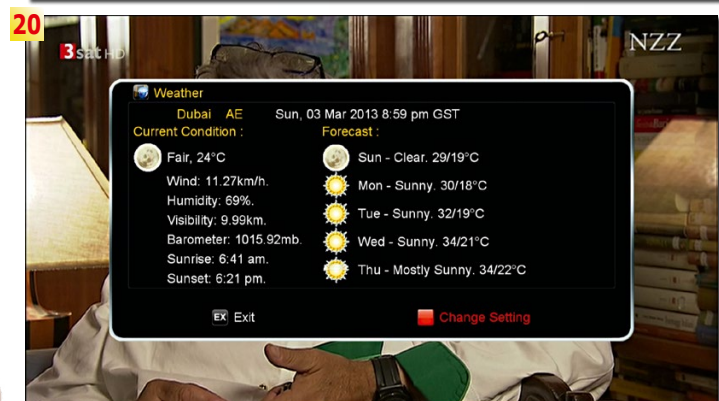 20
3sat HD
NZZ
Weather
Dubai AE Sun, 03 Mar 2013 8:59 pm GST
Current Condition :
Forecast :
Fair, 24°C
Wind: 11.27km/h.
Humidity: 69%.
Visibility: 9.99km.
Barometer: 1015.92mb.
Sunrise: 6:41 am.
Sunset: 6:21 pm.
Sun - Clear. 29/19°C
Mon - Sunny. 30/18°C
Tue - Sunny. 32/19°C
Wed - Sunny. 34/21°C
Thu - Mostly Sunny. 34/22°C
EX Exit
Change Setting